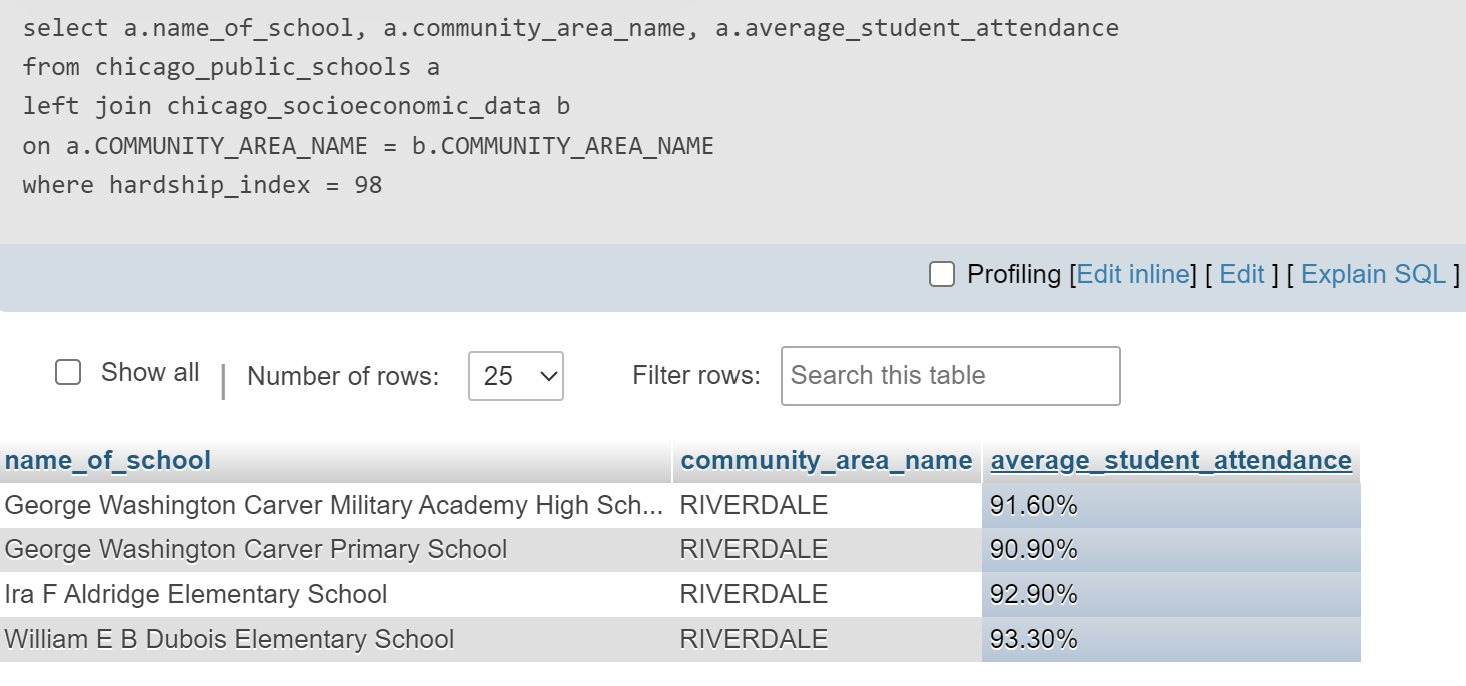 select a.name_of_school, a.community_area_name, a.average_student_attendance
from chicago_public_schools a
left join chicago_socioeconomic_data b
on a.COMMUNITY_AREA_NAME = b.COMMUNITY_AREA_NAME
where hardship_index = 98
Profiling [Edit inline] [ Edit ] [ Explain SQL ]
Show all | Number of rows: 25 Filter rows: Search this table
name_of_school community_area_name average_student_attendance
George Washington Carver Military Academy High Sch... RIVERDALE 91.60%
George Washington Carver Primary School RIVERDALE 90.90%
Ira F Aldridge Elementary School RIVERDALE 92.90%
William E B Dubois Elementary School RIVERDALE 93.30%